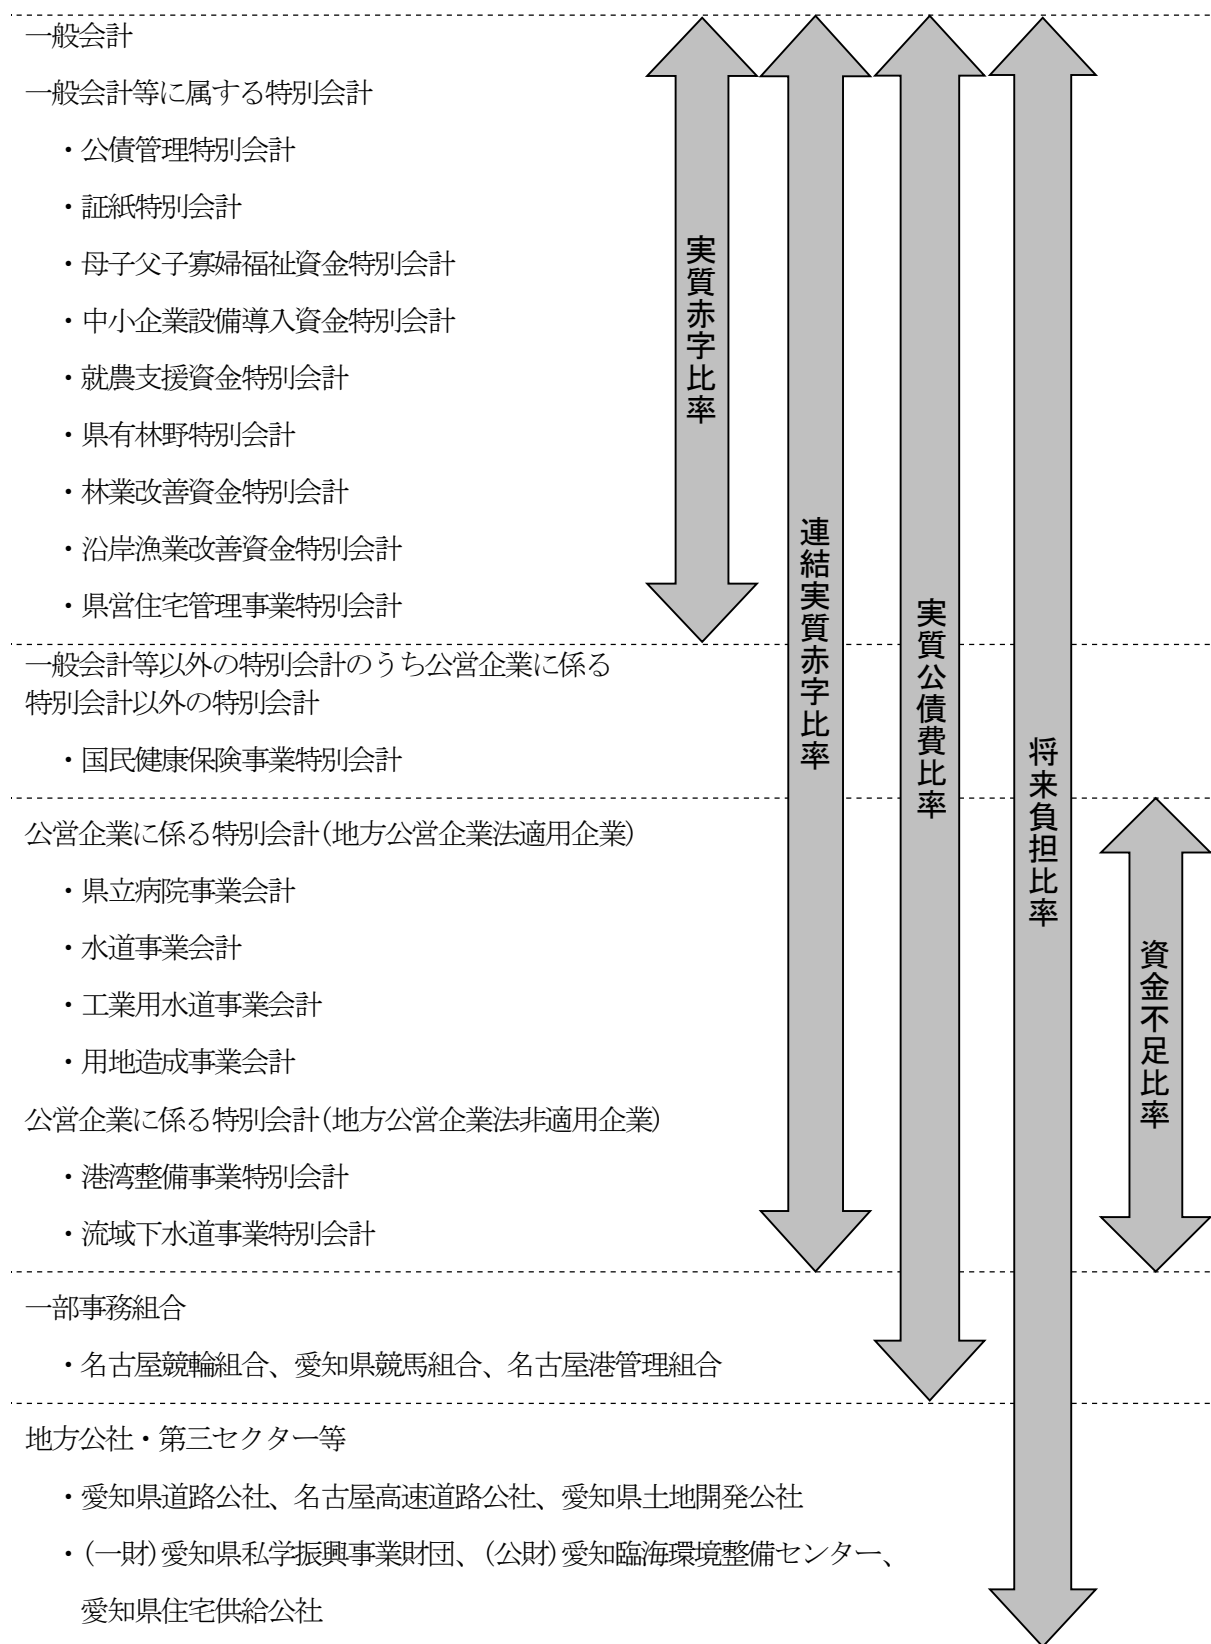 一般会計
一般会計等に属する特別会計
・公債管理特別会計
・証紙特別会計
・母子父子寡婦福祉資金特別会計
・中小企業設備導入資金特別会計
・就農支援資金特別会計
・県有林野特別会計
・林業改善資金特別会計
・沿岸漁業改善資金特別会計
・県営住宅管理事業特別会計
一般会計等以外の特別会計のうち公営企業に係る
特別会計以外の特別会計
・国民健康保険事業特別会計
公営企業に係る特別会計(地方公営企業法適用企業)
・県立病院事業会計
・水道事業会計
・工業用水道事業会計
・用地造成事業会計
公営企業に係る特別会計(地方公営企業法非適用企業)
・港湾整備事業特別会計
・流域下水道事業特別会計
一部事務組合
・名古屋競輪組合、愛知県競馬組合、名古屋港管理組合
地方公社・第三セクター等
・愛知県道路公社、名古屋高速道路公社、愛知県土地開発公社
・(一財)愛知県私学振興事業財団、(公財)愛知臨海環境整備センター、
愛知県住宅供給公社
実質赤字比率
連結実質赤字比率
実質公債費比率
将来負担比率
資金不足比率